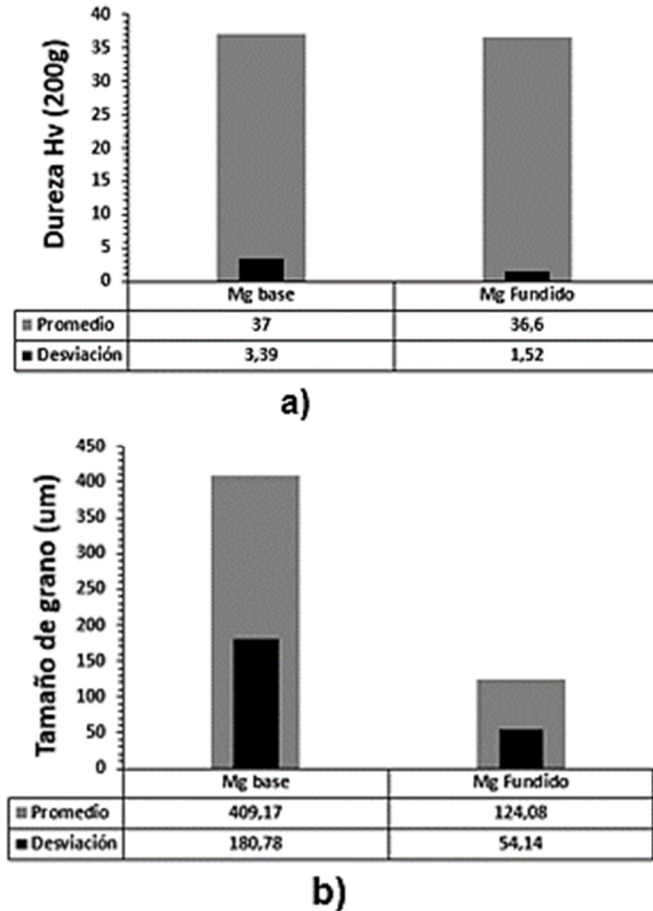 Dureza Hv (200g)
40
35
30
25
20
15
10
5
0
Mg base Mg Fundido
Promedio 37 36,6
Desviación 3,39 1,52
a)
Tamaño de grano (um)
450
400
350
300
250
200
150
100
50
0
Mg base Mg Fundido
Promedio 409,17 124,08
Desviación 180,78 54,14
b)